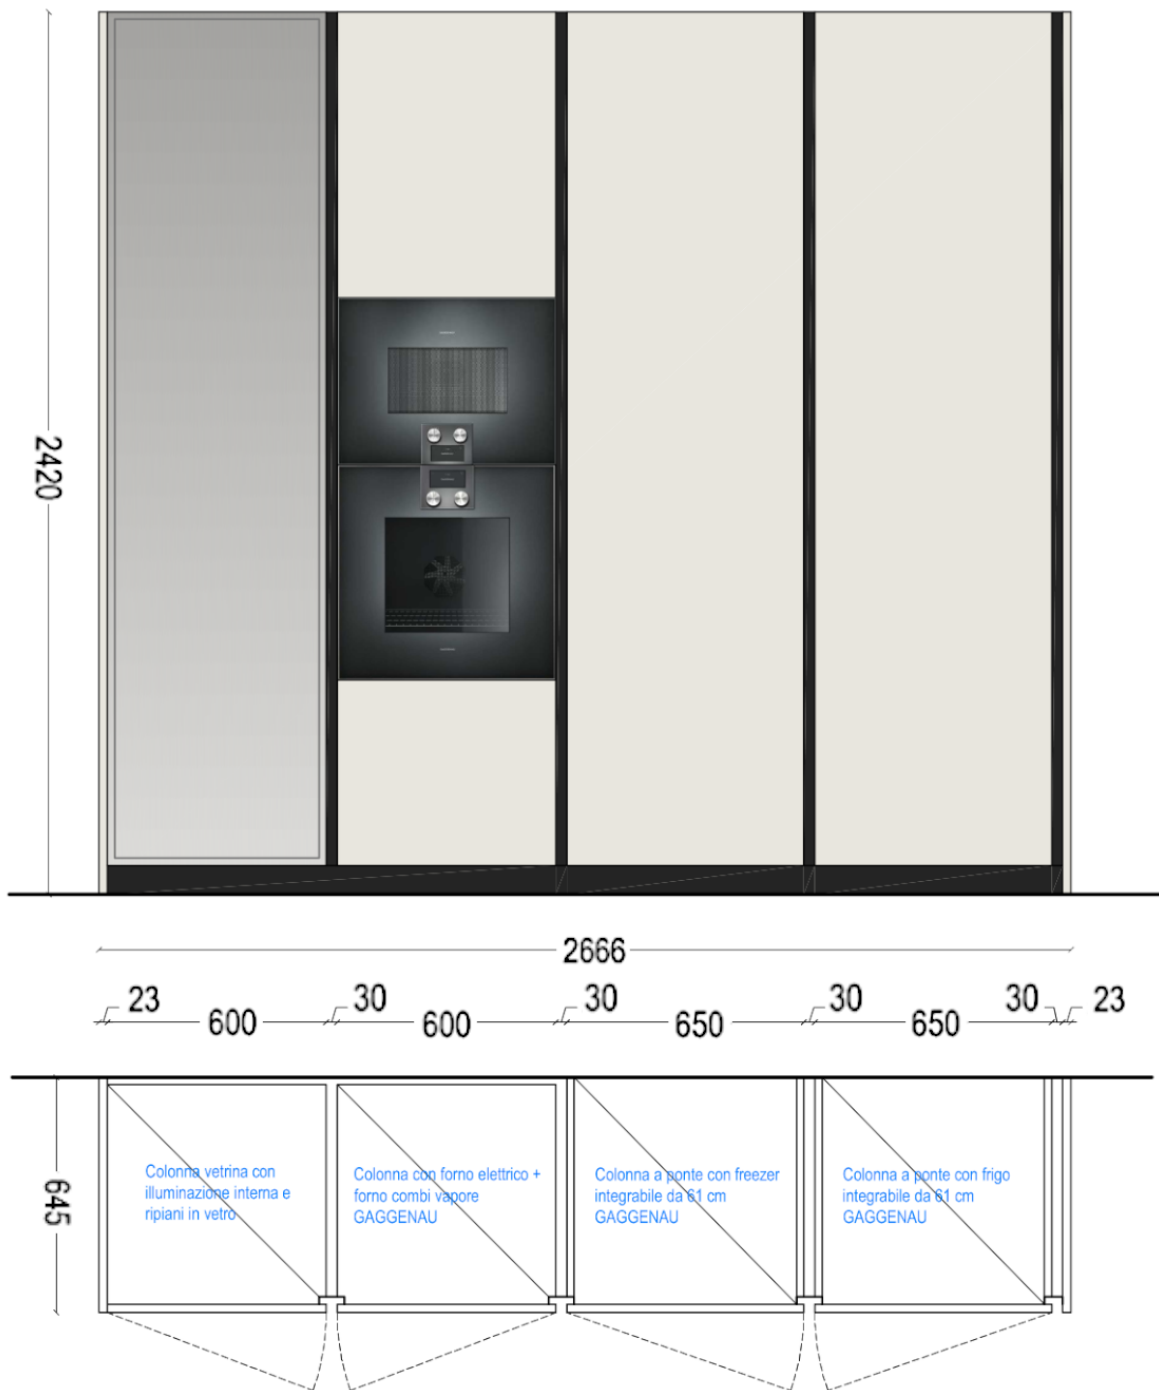 2420
2666
23
600
30
600
30
650
30
650
30
23
645
Colonna vetrina con
illuminazione interna e
ripiani in vetro
Colonna con forno elettrico +
forno combi vapore
GAGGENAU
Colonna a ponte con freezer
integrabile da 61 cm
GAGGENAU
Colonna a ponte con frigo
integrabile da 61 cm
GAGGENAU